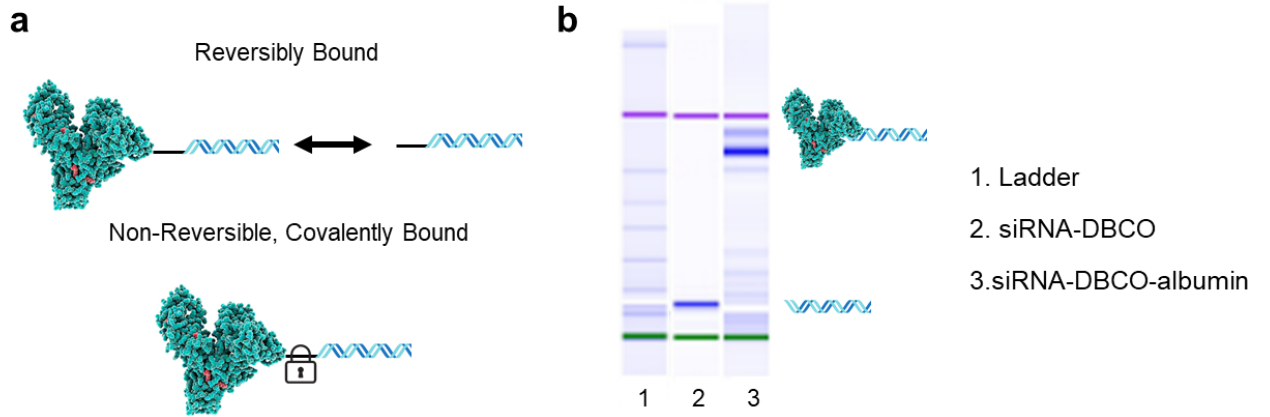 a
Reversibly Bound
Non-Reversible, Covalently Bound
b
1 2 3
1. Ladder
2. siRNA-DBCO
3.siRNA-DBCO-albumin